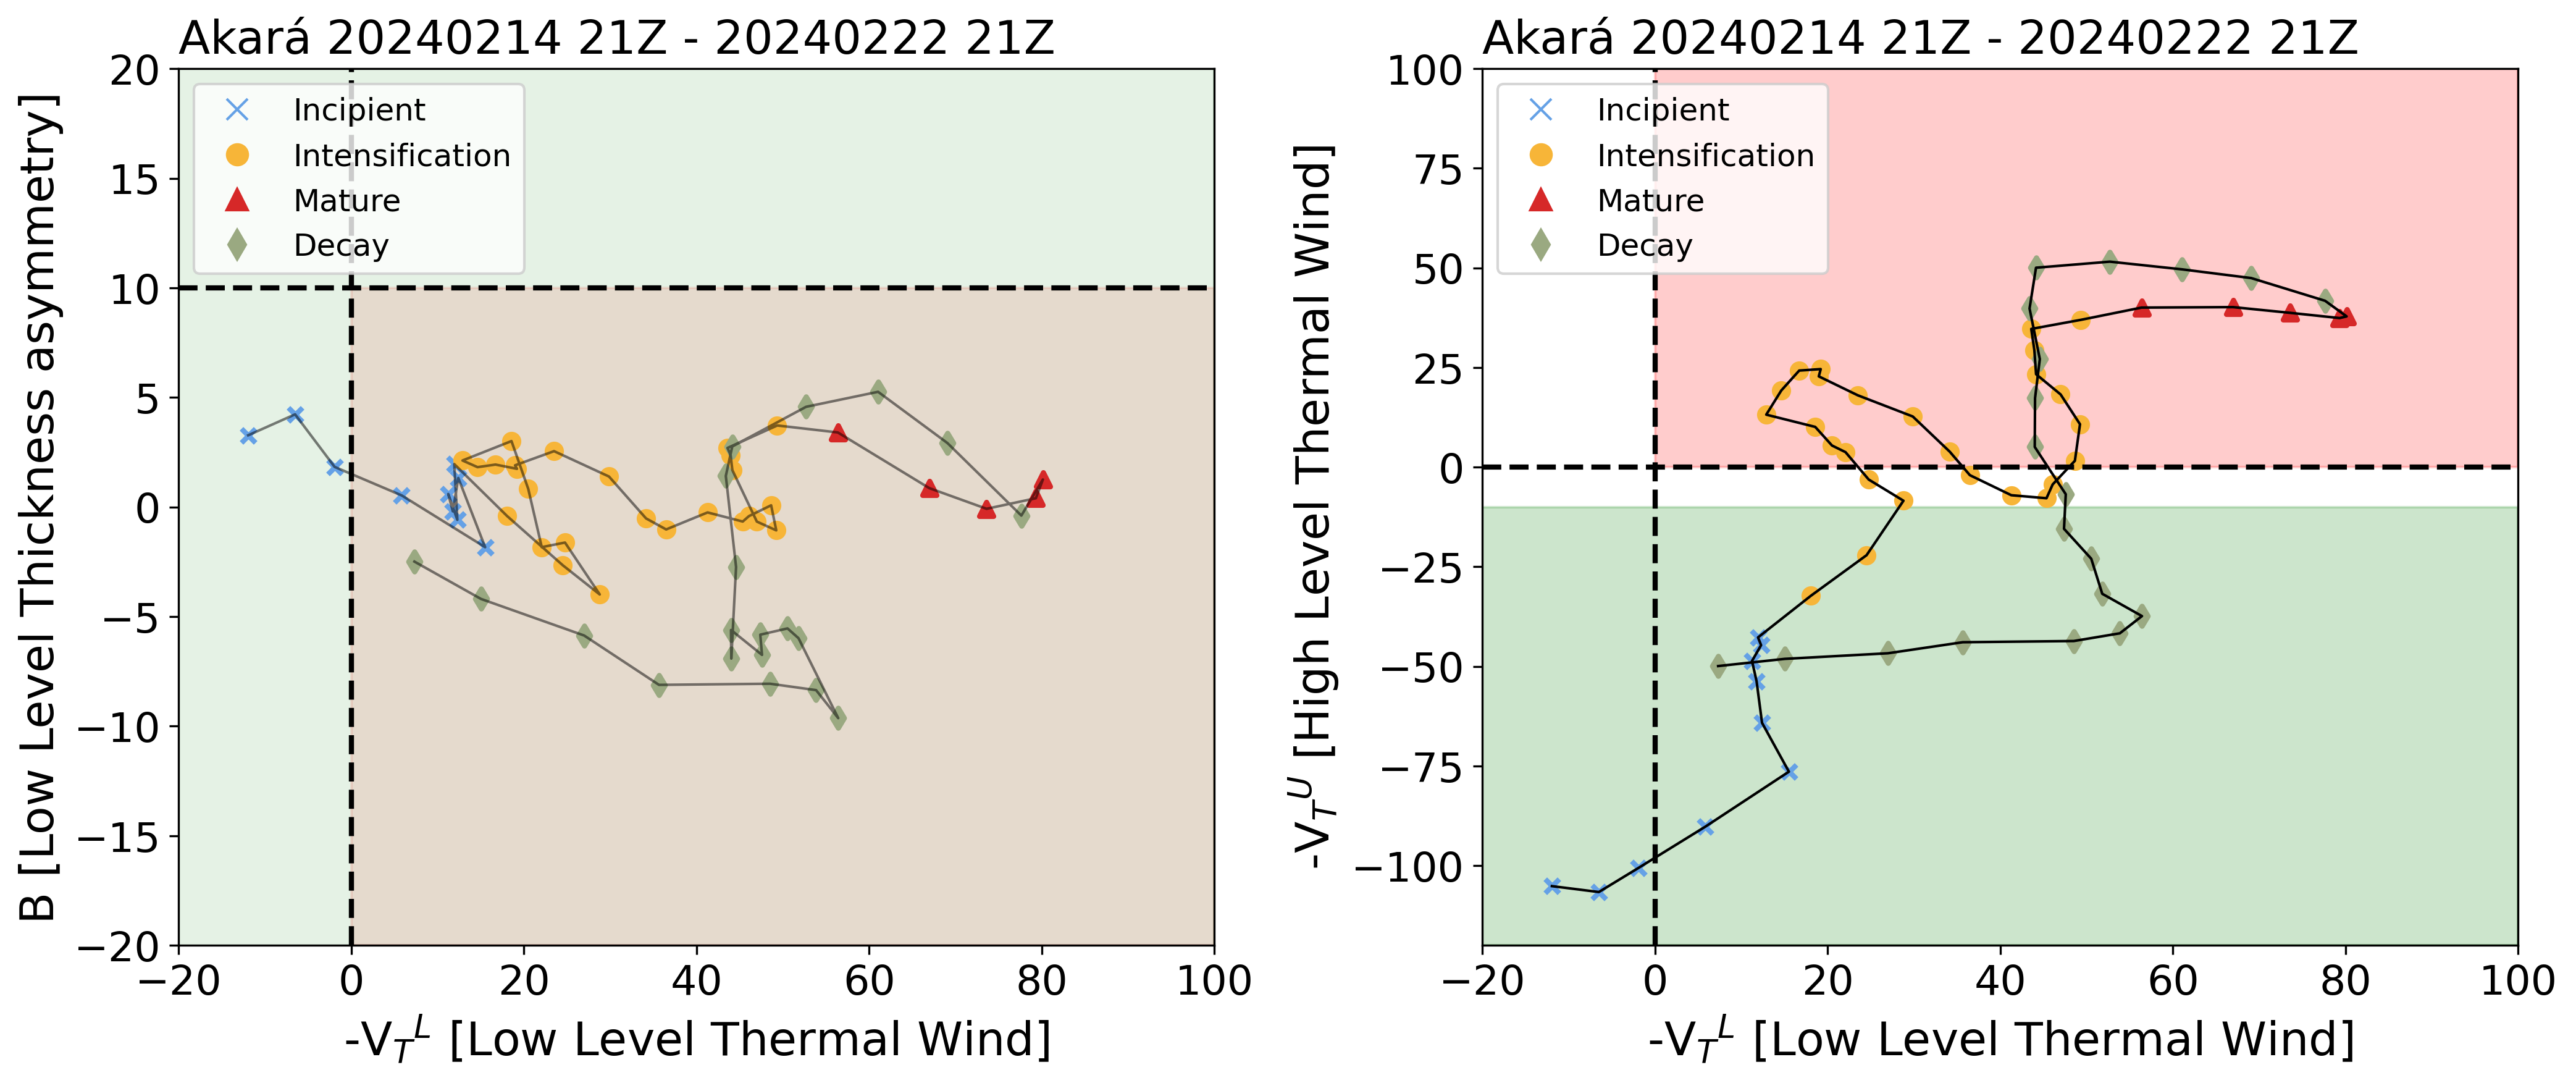 Akará 20240214 21Z - 20240222 21Z
B [Low Level Thickness asymmetry]
20
15
10
5
0
−5
−10
−15
−20
Incipient
Intensification
Mature
Decay
−20 0 20 40 60 80 100
-V_T^L [Low Level Thermal Wind]
Akará 20240214 21Z - 20240222 21Z
-V_T^U [High Level Thermal Wind]
100
75
50
25
0
−25
−50
−75
−100
Incipient
Intensification
Mature
Decay
−20 0 20 40 60 80 100
-V_T^L [Low Level Thermal Wind]